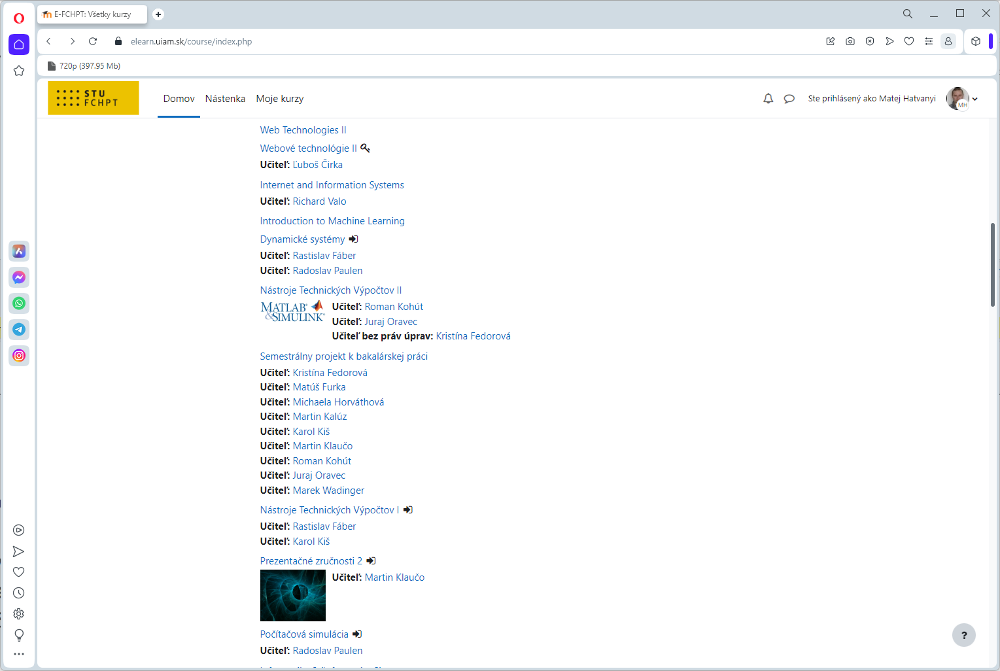 E-FCHPT: Všetky kurzy
elearn.uiam.sk/course/index.php
720p (397.95 Mb)
STU
FCHPT
Domov
Nástenka
Moje kurzy
Ste prihlásený ako Matej Hatvanyi
MH
Web Technologies II
Webové technológie II
Učiteľ: Ľuboš Čirka
Internet and Information Systems
Učiteľ: Richard Valo
Introduction to Machine Learning
Dynamické systémy
Učiteľ: Rastislav Fáber
Učiteľ: Radoslav Paulen
Nástroje Technických Výpočtov II
MATLAB®
&SIMULINK®
Učiteľ: Roman Kohút
Učiteľ: Juraj Oravec
Učiteľ bez práv úprav: Kristína Fedorová
Semestrálny projekt k bakalárskej práci
Učiteľ: Kristína Fedorová
Učiteľ: Matúš Furka
Učiteľ: Michaela Horváthová
Učiteľ: Martin Kalúz
Učiteľ: Karol Kiš
Učiteľ: Martin Klaučo
Učiteľ: Roman Kohút
Učiteľ: Juraj Oravec
Učiteľ: Marek Wadinger
Nástroje Technických Výpočtov I
Učiteľ: Rastislav Fáber
Učiteľ: Karol Kiš
Prezentačné zručnosti 2
Učiteľ: Martin Klaučo
Počítačová simulácia
Učiteľ: Radoslav Paulen
?